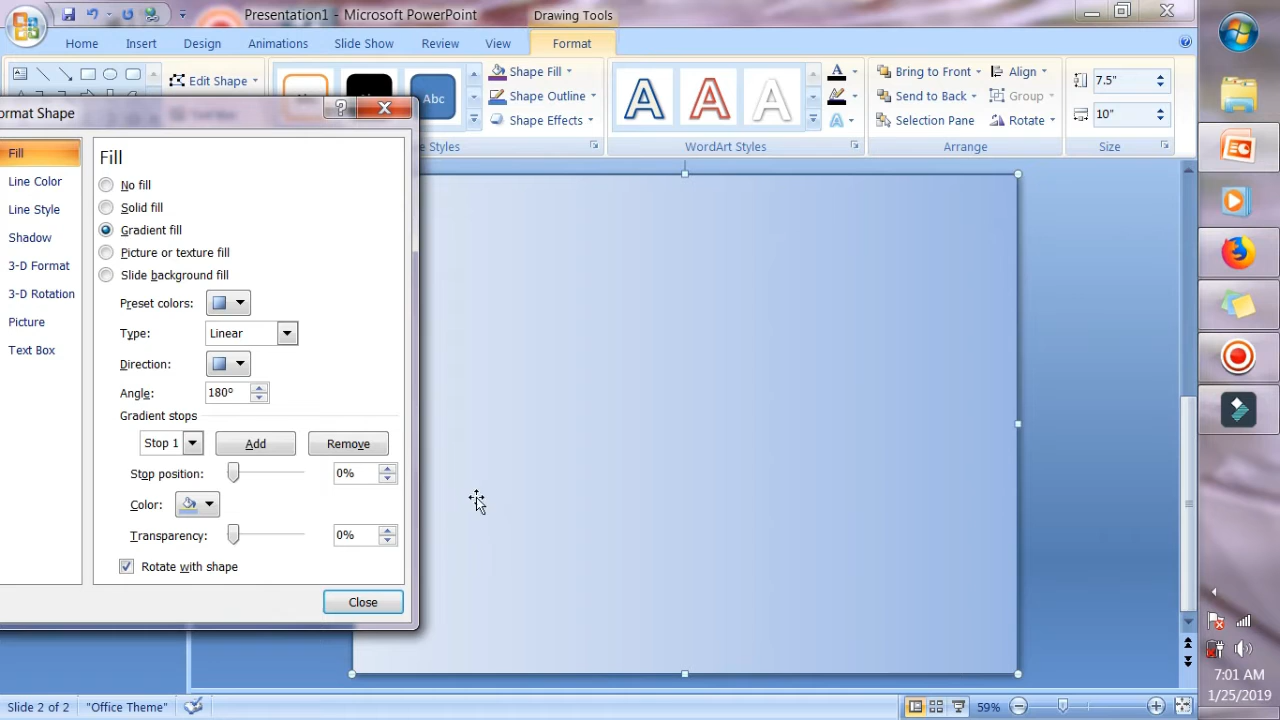 Presentation1 - Microsoft PowerPoint
Drawing Tools
Home
Insert
Design
Animations
Slide Show
Review
View
Format
Edit Shape
Abc
Shape Fill
Shape Outline
Shape Effects
Bring to Front
Send to Back
Selection Pane
Align
Group
Rotate
7.5"
10"
e Styles
WordArt Styles
Arrange
Size
ormat Shape
Fill
Line Color
Line Style
Shadow
3-D Format
3-D Rotation
Picture
Text Box
Fill
No fill
Solid fill
Gradient fill
Picture or texture fill
Slide background fill
Preset colors:
Type: Linear
Direction:
Angle: 180°
Gradient stops
Stop 1 Add Remove
Stop position: 0%
Color:
Transparency: 0%
Rotate with shape
Close
Slide 2 of 2 "Office Theme" 59%
7:01 AM
1/25/2019